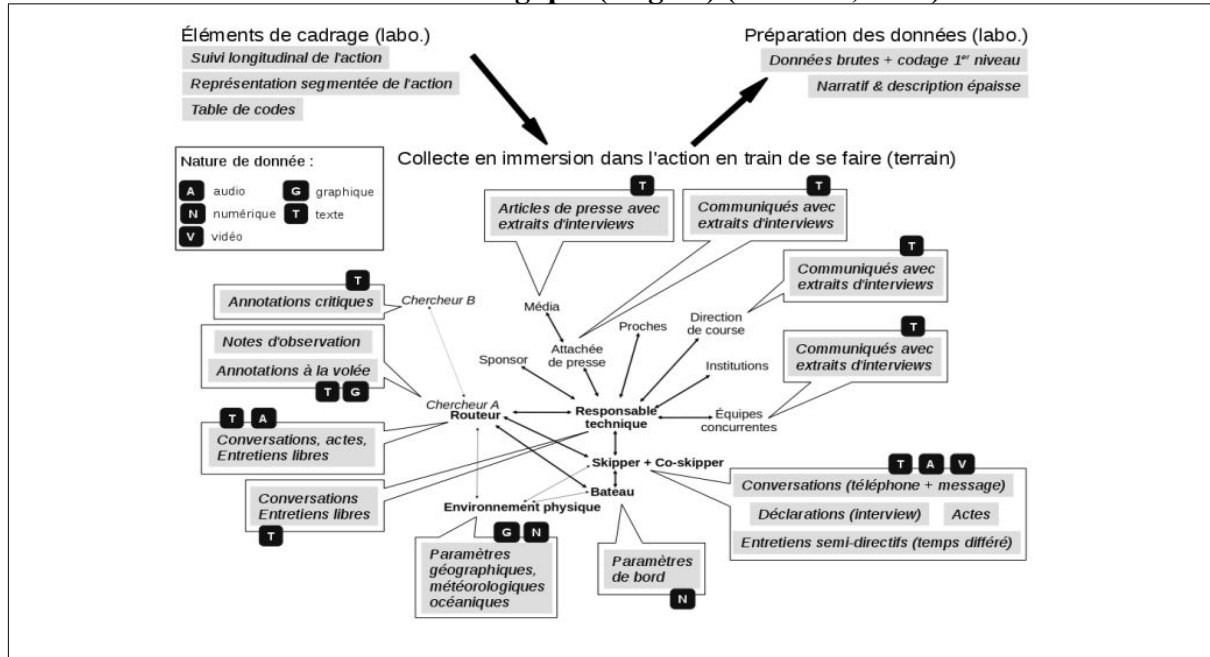 Éléments de cadrage (labo.)
Suivi longitudinal de l'action
Représentation segmentée de l'action
Table de codes
Préparation des données (labo.)
Données brutes + codage 1er niveau
Narratif & description épaisse
Collecte en immersion dans l'action en train de se faire (terrain)
Nature de donnée :
A audio
G graphique
N numérique
T texte
V vidéo
T
Articles de presse avec
extraits d'interviews
T
Communiqués avec
extraits d'interviews
T
Communiqués avec
extraits d'interviews
T
Communiqués avec
extraits d'interviews
T
Annotations critiques
Chercheur B
Notes d'observation
Annotations à la volée
T G
Média
Attachée
de presse
Sponsor
Proches
Direction
de course
Institutions
Équipes
concurrentes
Chercheur A
Routeur
Responsable
technique
T A
Conversations, actes,
Entretiens libres
Conversations
Entretiens libres
T
Skipper + Co-skipper
Bateau
Environnement physique
T A V
Conversations (téléphone + message)
Déclarations (interview)
Actes
Entretiens semi-directifs (temps différé)
G N
Paramètres
géographiques,
météorologiques
océaniques
Paramètres
de bord
N